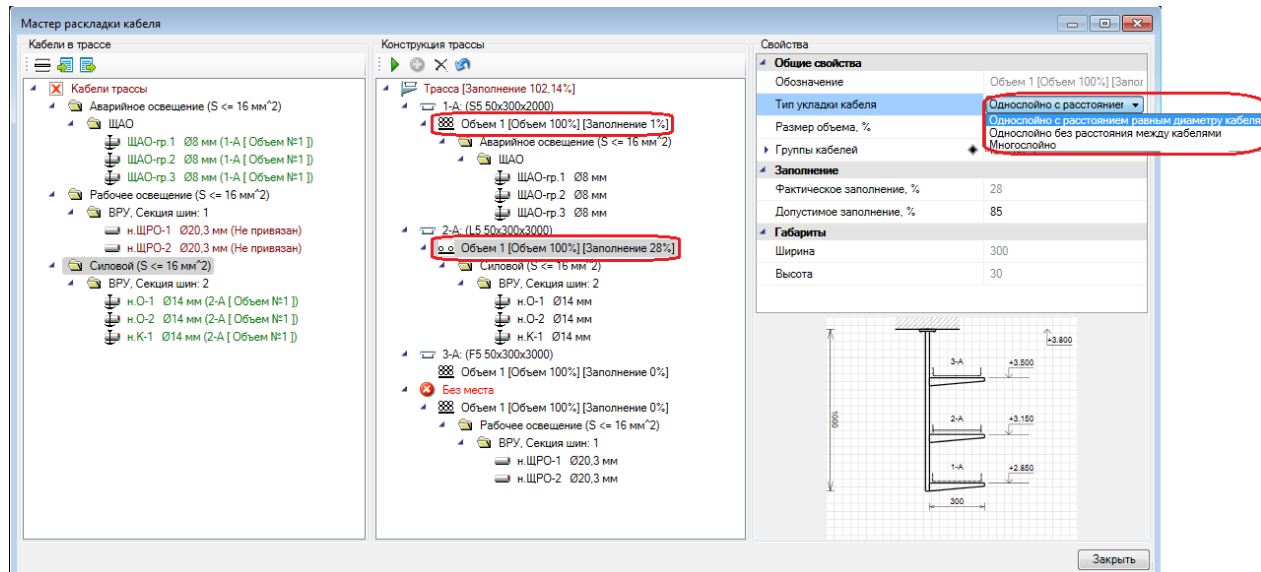 Мастер раскладки кабеля
Кабели в трассе
Кабели трассы
Аварийное освещение (S <= 16 мм^2)
ЩАО
ЩАО-гр.1 Ø8 мм (1-А [ Объем №1 ])
ЩАО-гр.2 Ø8 мм (1-А [ Объем №1 ])
ЩАО-гр.3 Ø8 мм (1-А [ Объем №1 ])
Рабочее освещение (S <= 16 мм^2)
ВРУ, Секция шин: 1
н.ЩРО-1 Ø20,3 мм (Не привязан)
н.ЩРО-2 Ø20,3 мм (Не привязан)
Силовой (S <= 16 мм^2)
ВРУ, Секция шин: 2
н.О-1 Ø14 мм (2-А [ Объем №1 ])
н.О-2 Ø14 мм (2-А [ Объем №1 ])
н.К-1 Ø14 мм (2-А [ Объем №1 ])
Конструкция трассы
Трасса [Заполнение 102,14%]
1-А: (S5 50x300x2000)
Объем 1 [Объем 100%] [Заполнение 1%]
Аварийное освещение (S <= 16 мм^2)
ЩАО
ЩАО-гр.1 Ø8 мм
ЩАО-гр.2 Ø8 мм
ЩАО-гр.3 Ø8 мм
2-А: (L5 50x300x3000)
Объем 1 [Объем 100%] [Заполнение 28%]
Силовой (S <= 16 мм^2)
ВРУ, Секция шин: 2
н.О-1 Ø14 мм
н.О-2 Ø14 мм
н.К-1 Ø14 мм
3-А: (F5 50x300x3000)
Объем 1 [Объем 100%] [Заполнение 0%]
Без места
Объем 1 [Объем 100%] [Заполнение 0%]
Рабочее освещение (S <= 16 мм^2)
ВРУ, Секция шин: 1
н.ЩРО-1 Ø20,3 мм
н.ЩРО-2 Ø20,3 мм
Свойства
Общие свойства
Обозначение Объем 1 [Объем 100%] [Запол
Тип укладки кабеля Однослойно с расстояниег
Однослойно с расстоянием равным диаметру кабеля
Размер объема, % Однослойно без расстояния между кабелями
Многослойно
Группы кабелей
Заполнение
Фактическое заполнение, % 28
Допустимое заполнение, % 85
Габариты
Ширина 300
Высота 30
+3.800
3-А +3.500
1000
2-А +3.150
1-А +2.850
300
Закрыть